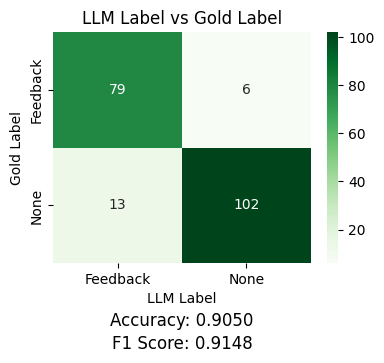 LLM Label vs Gold Label
Gold Label
Feedback
None
79
6
13
102
Feedback
None
LLM Label
100
80
60
40
20
Accuracy: 0.9050
F1 Score: 0.9148